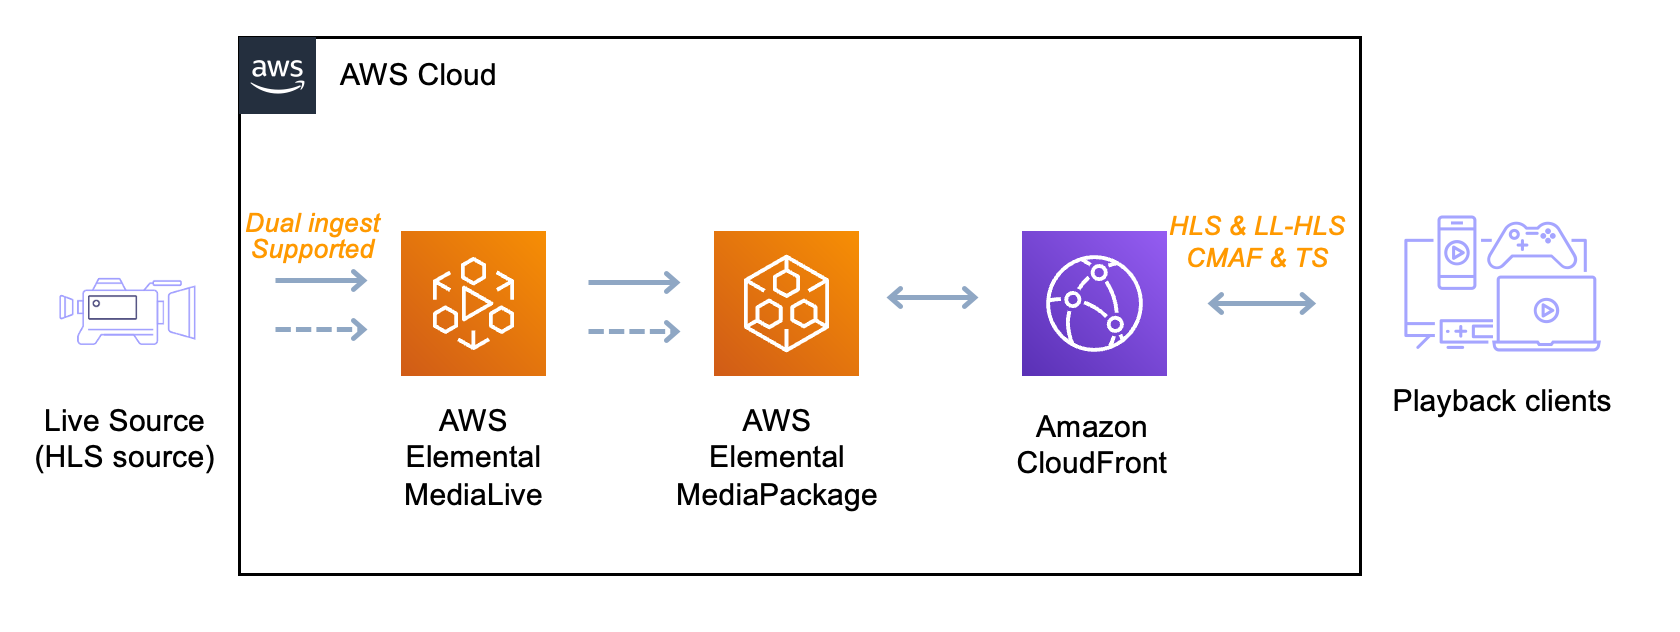 aws
AWS Cloud
Dual ingest
Supported
HLS & LL-HLS
CMAF & TS
Live Source
(HLS source)
AWS
Elemental
MediaLive
AWS
Elemental
MediaPackage
Amazon
CloudFront
Playback clients